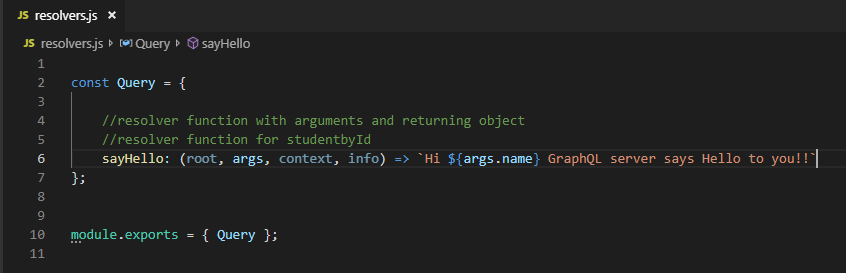 JS resolvers.js ×
JS resolvers.js › Query › sayHello
1
2 const Query = {
3
4 //resolver function with arguments and returning object
5 //resolver function for studentbyId
6 sayHello: (root, args, context, info) => `Hi ${args.name} GraphQL server says Hello to you!!`
7 };
8
9
10 module.exports = { Query };
11